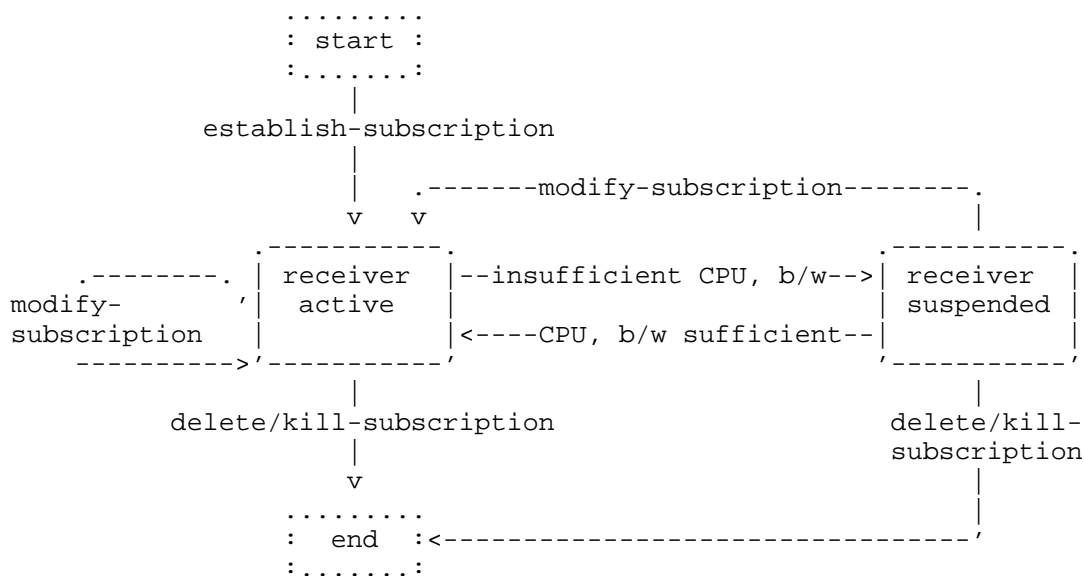 start
establish-subscription
modify-subscription
receiver --insufficient CPU, b/w--> receiver
modify- active suspended
subscription <----CPU, b/w sufficient--
delete/kill-subscription delete/kill-
subscription
end